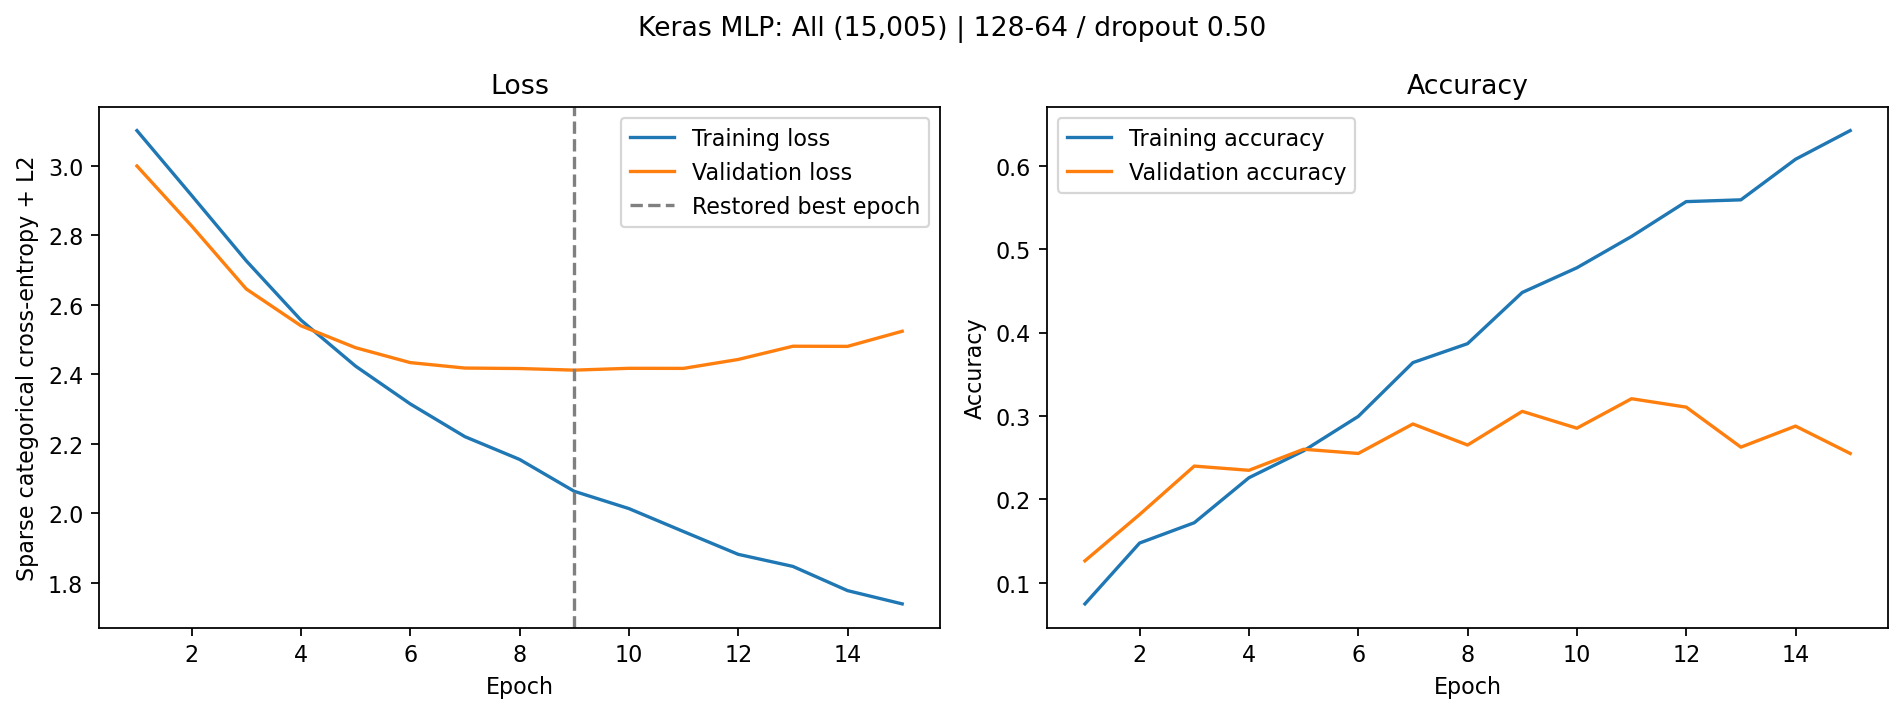 Keras MLP: All (15,005) | 128-64 / dropout 0.50
Loss
Sparse categorical cross-entropy + L2
3.0
2.8
2.6
2.4
2.2
2.0
1.8
Training loss
Validation loss
Restored best epoch
2 4 6 8 10 12 14
Epoch
Accuracy
Accuracy
0.6
0.5
0.4
0.3
0.2
0.1
Training accuracy
Validation accuracy
2 4 6 8 10 12 14
Epoch